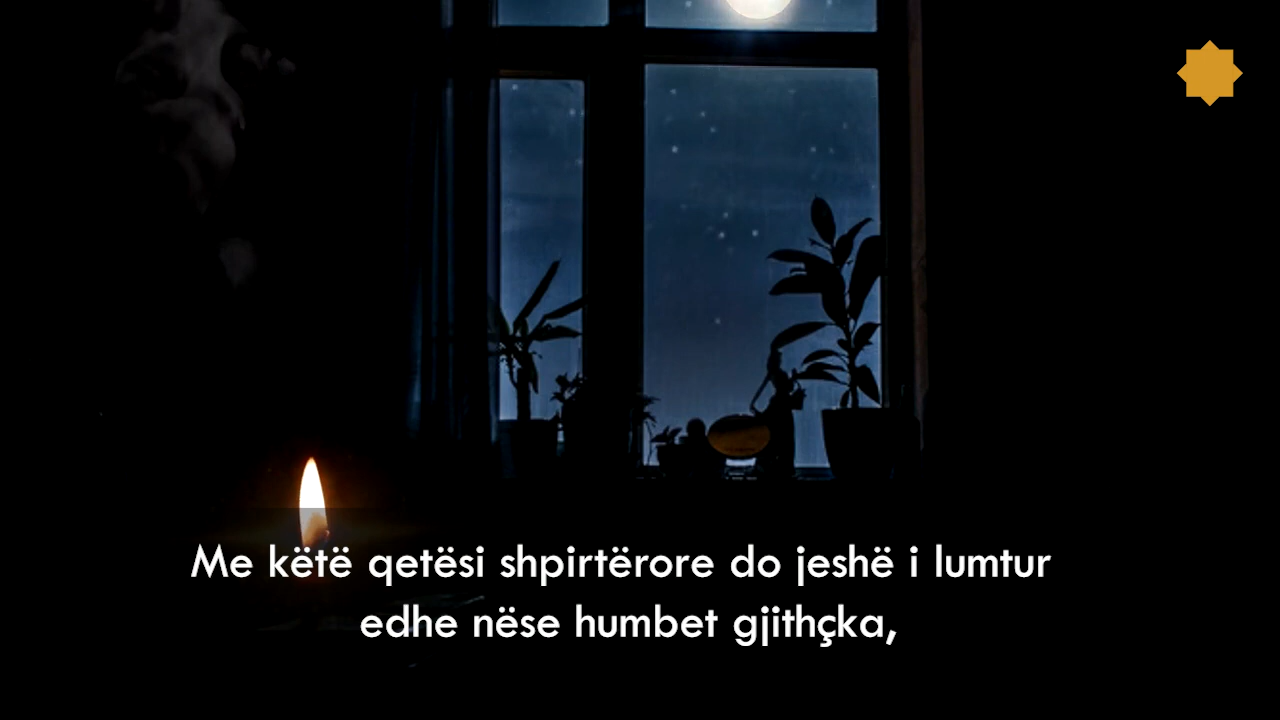 Me këtë qetësi shpirtërore do jeshë i lumtur
edhe nëse humbet gjithçka,